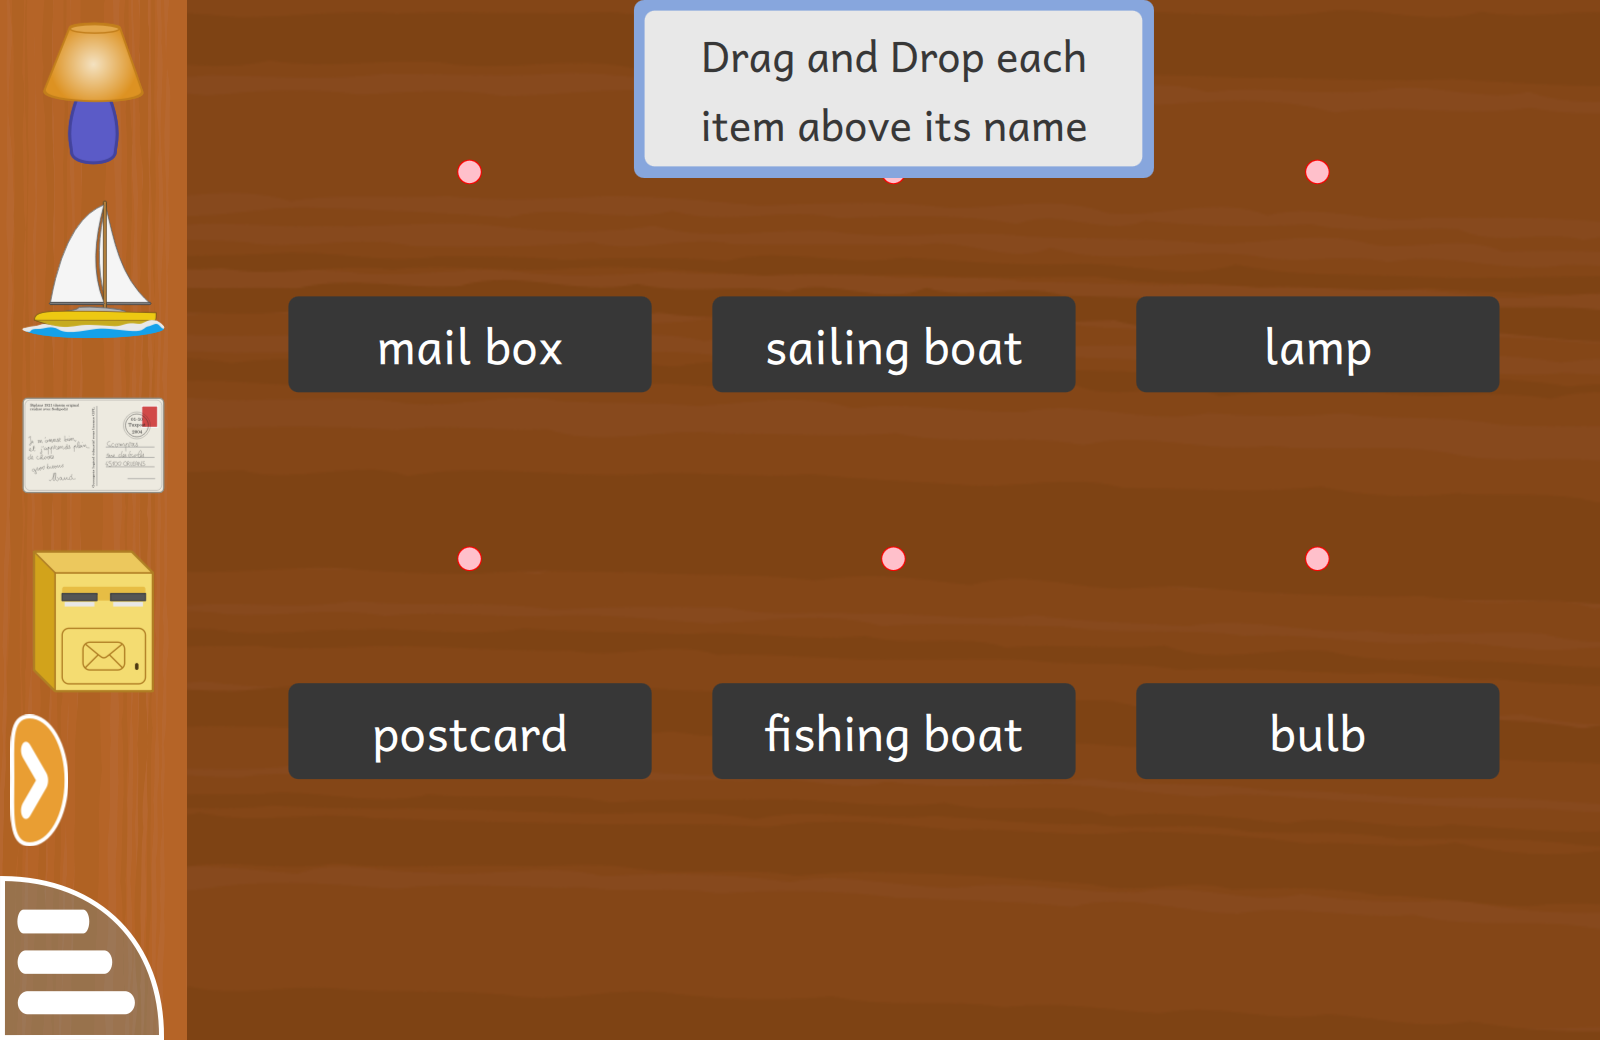 Drag and Drop each
item above its name
mail box
sailing boat
lamp
postcard
fishing boat
bulb